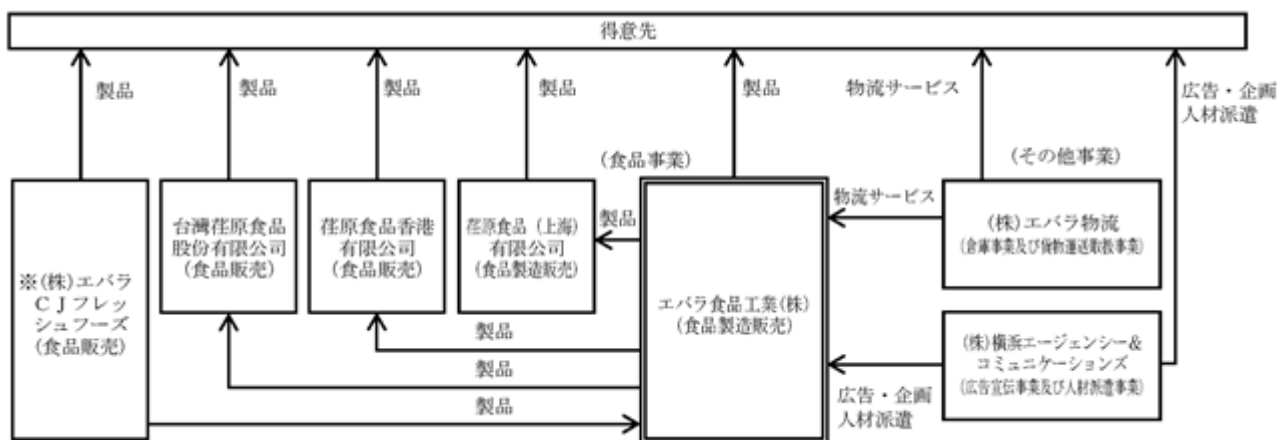 得意先
製品
製品
製品
製品
製品
物流サービス
広告・企画
人材派遣
(食品事業)
(その他事業)
※(株)エバラ
CJフレッ
シュフーズ
(食品販売)
台灣荏原食品
股份有限公司
(食品販売)
荏原食品香港
有限公司
(食品販売)
荏原食品(上海)
有限公司
(食品製造販売)
製品
エバラ食品工業(株)
(食品製造販売)
物流サービス
(株)エバラ物流
(倉庫事業及び貨物運送取扱事業)
(株)横浜エージェンシー&
コミュニケーションズ
(広告宣伝事業及び人材派遣事業)
広告・企画
人材派遣
製品
製品
製品